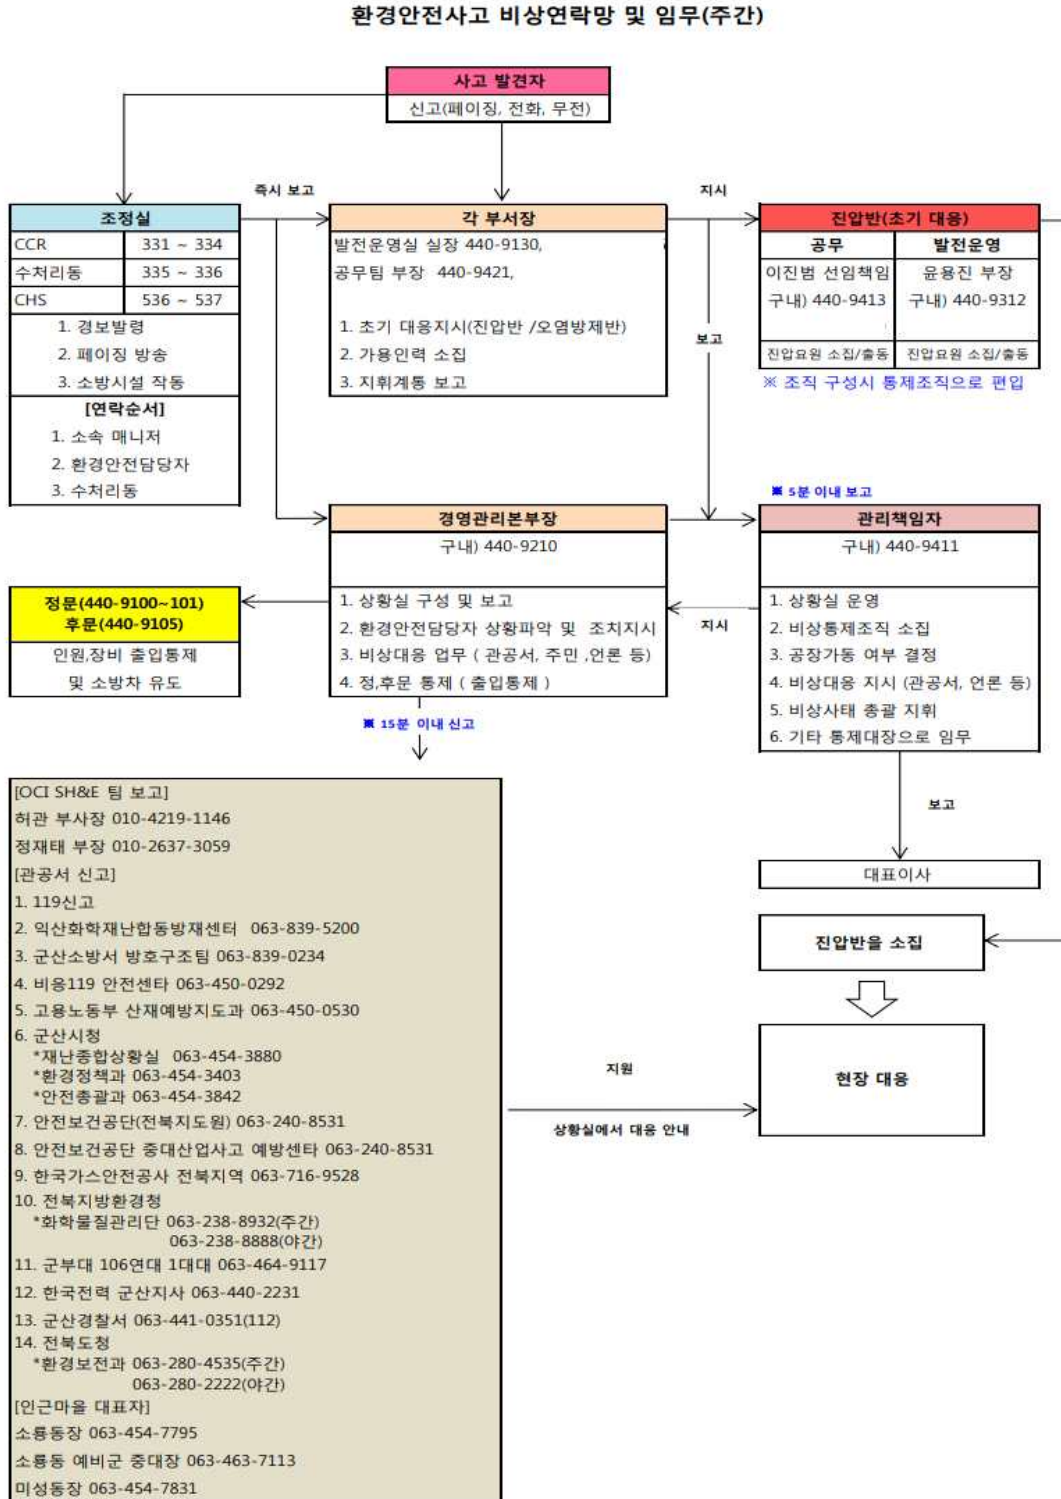 환경안전사고 비상연락망 및 임무(주간)
사고 발견자
신고(페이징, 전화, 무전)
즉시 보고
지시
조정실
CCR 331 ~ 334
수처리동 335 ~ 336
CHS 536 ~ 537
1. 경보발령
2. 페이징 방송
3. 소방시설 작동
[연락순서]
1. 소속 매니저
2. 환경안전담당자
3. 수처리동
각 부서장
발전운영실 실장 440-9130,
공무팀 부장 440-9421,
1. 초기 대응지시(진압반 /오염방제반)
2. 가용인력 소집
3. 지휘계통 보고
보고
진압반(초기 대응)
공무 발전운영
이진범 선임책임 윤용진 부장
구내) 440-9413 구내) 440-9312
진압요원 소집/출동 진압요원 소집/출동
※ 조직 구성시 통제조직으로 편입
※ 5분 이내 보고
경영관리본부장
구내) 440-9210
1. 상황실 구성 및 보고
2. 환경안전담당자 상황파악 및 조치지시
3. 비상대응 업무 ( 관공서, 주민 ,언론 등)
4. 정,후문 통제 ( 출입통제 )
지시
관리책임자
구내) 440-9411
1. 상황실 운영
2. 비상통제조직 소집
3. 공장가동 여부 결정
4. 비상대응 지시 (관공서, 언론 등)
5. 비상사태 총괄 지휘
6. 기타 통제대장으로 임무
정문(440-9100~101)
후문(440-9105)
인원,장비 출입통제
및 소방차 유도
※ 15분 이내 신고
보고
대표이사
진압반을 소집
현장 대응
지원
상황실에서 대응 안내
[OCI SH&E 팀 보고]
허관 부사장 010-4219-1146
정재태 부장 010-2637-3059
[관공서 신고]
1. 119신고
2. 익산화학재난합동방재센터 063-839-5200
3. 군산소방서 방호구조팀 063-839-0234
4. 비응119 안전센타 063-450-0292
5. 고용노동부 산재예방지도과 063-450-0530
6. 군산시청
*재난종합상황실 063-454-3880
*환경정책과 063-454-3403
*안전총괄과 063-454-3842
7. 안전보건공단(전북지도원) 063-240-8531
8. 안전보건공단 중대산업사고 예방센타 063-240-8531
9. 한국가스안전공사 전북지역 063-716-9528
10. 전북지방환경청
*화학물질관리단 063-238-8932(주간)
063-238-8888(야간)
11. 군부대 106연대 1대대 063-464-9117
12. 한국전력 군산지사 063-440-2231
13. 군산경찰서 063-441-0351(112)
14. 전북도청
*환경보전과 063-280-4535(주간)
063-280-2222(야간)
[인근마을 대표자]
소룡동장 063-454-7795
소룡동 예비군 중대장 063-463-7113
미성동장 063-454-7831